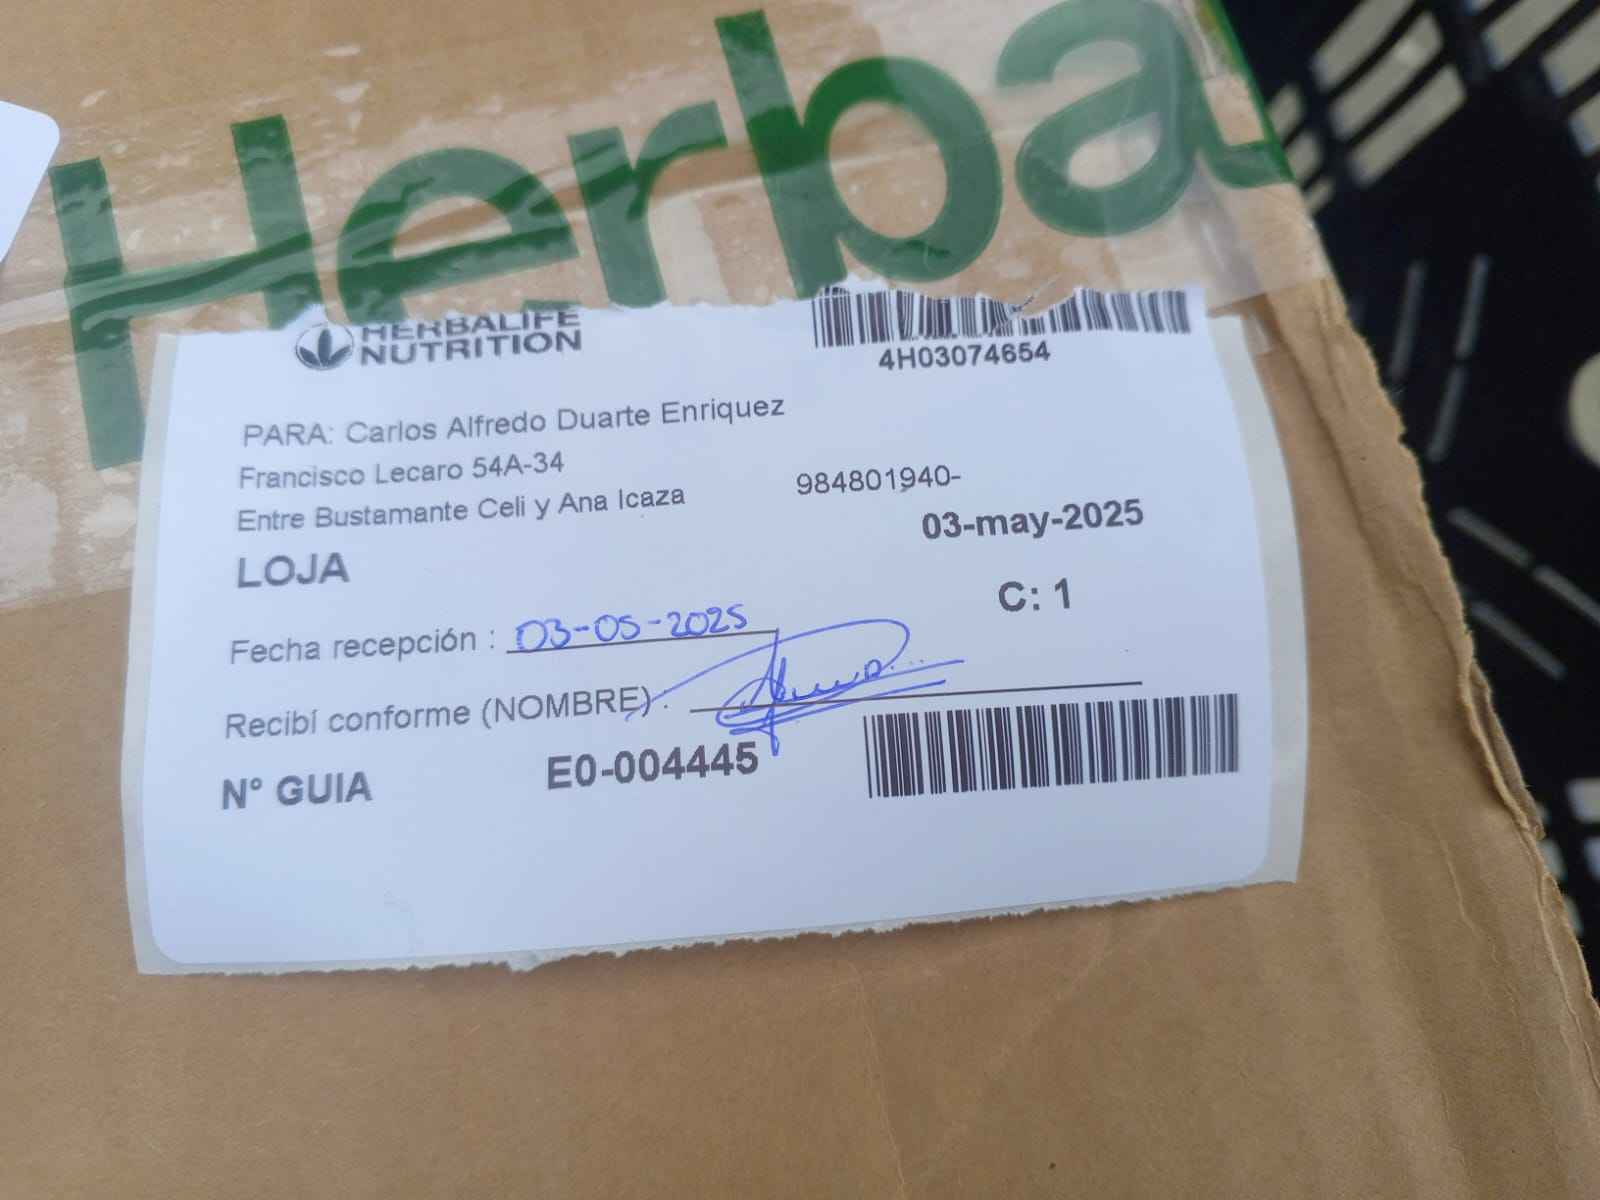 Herba
HERBALIFE
NUTRITION
4H03074654
PARA: Carlos Alfredo Duarte Enriquez
Francisco Lecaro 54A-34
Entre Bustamante Celi y Ana Icaza
984801940-
03-may-2025
LOJA
C: 1
Fecha recepción : 03-05-2025
Recibí conforme (NOMBRE) :
Nº GUIA E0-004445